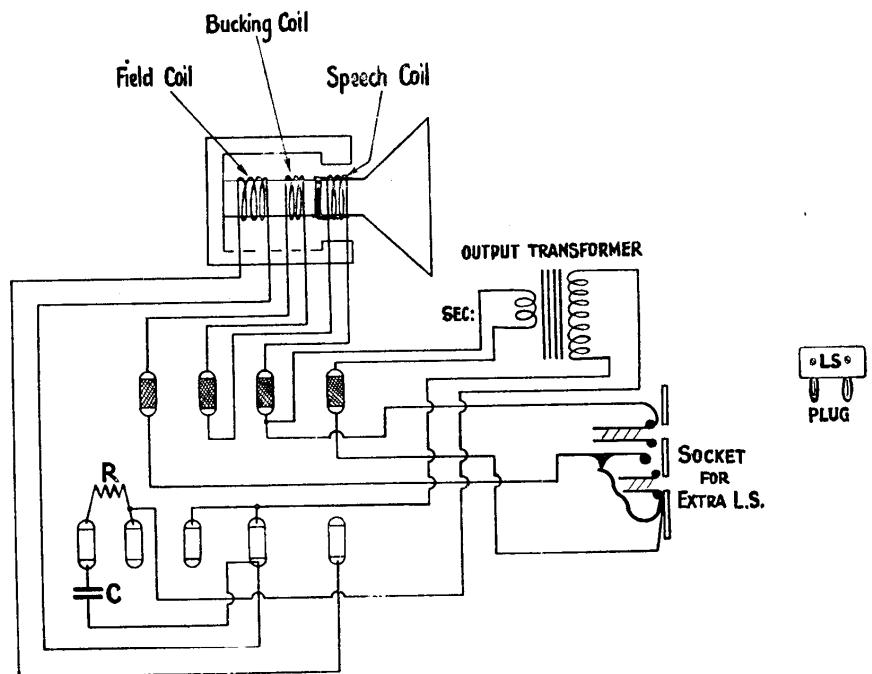 Bucking Coil
Field Coil
Speech Coil
OUTPUT TRANSFORMER
SEC:
LS
PLUG
SOCKET
FOR
EXTRA L.S.
R
C